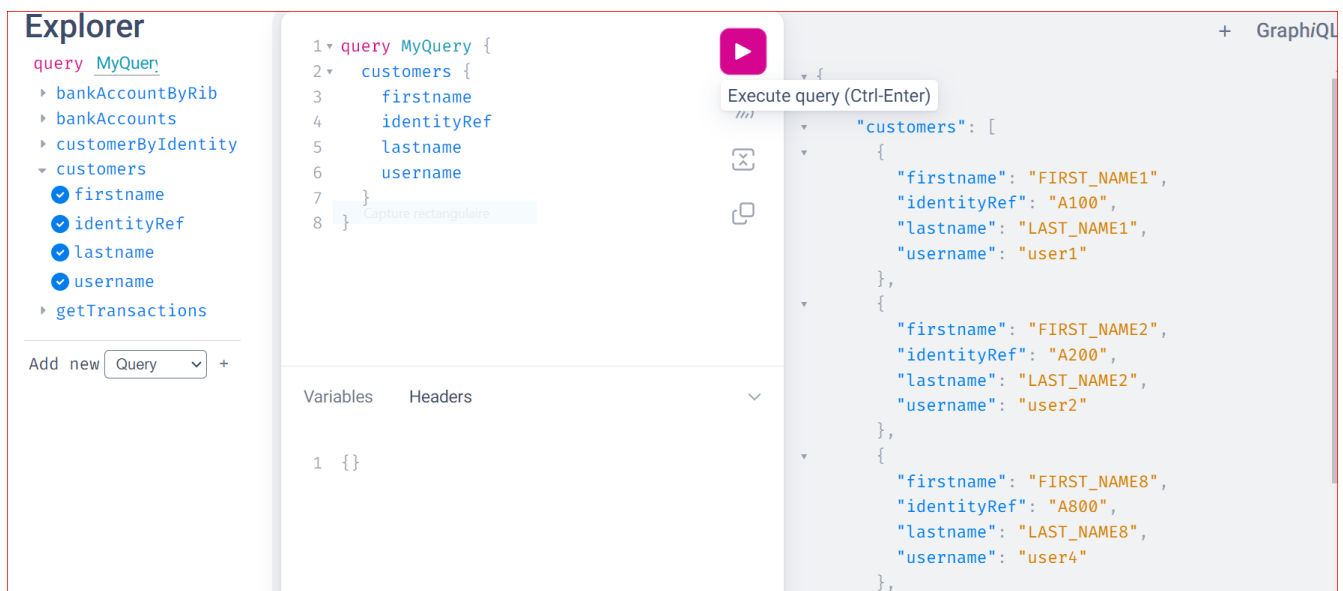 Explorer
query MyQuery
bankAccountByRib
bankAccounts
customerByIdentity
customers
firstname
identityRef
lastname
username
getTransactions
Add new Query +
1 query MyQuery {
2 customers {
3 firstname
4 identityRef
5 lastname
6 username
7 }
8 }
Capture rectangulaire
Execute query (Ctrl-Enter)
Variables Headers
1 {}
+ GraphiQL
{
"customers": [
{
"firstname": "FIRST_NAME1",
"identityRef": "A100",
"lastname": "LAST_NAME1",
"username": "user1"
},
{
"firstname": "FIRST_NAME2",
"identityRef": "A200",
"lastname": "LAST_NAME2",
"username": "user2"
},
{
"firstname": "FIRST_NAME8",
"identityRef": "A800",
"lastname": "LAST_NAME8",
"username": "user4"
},